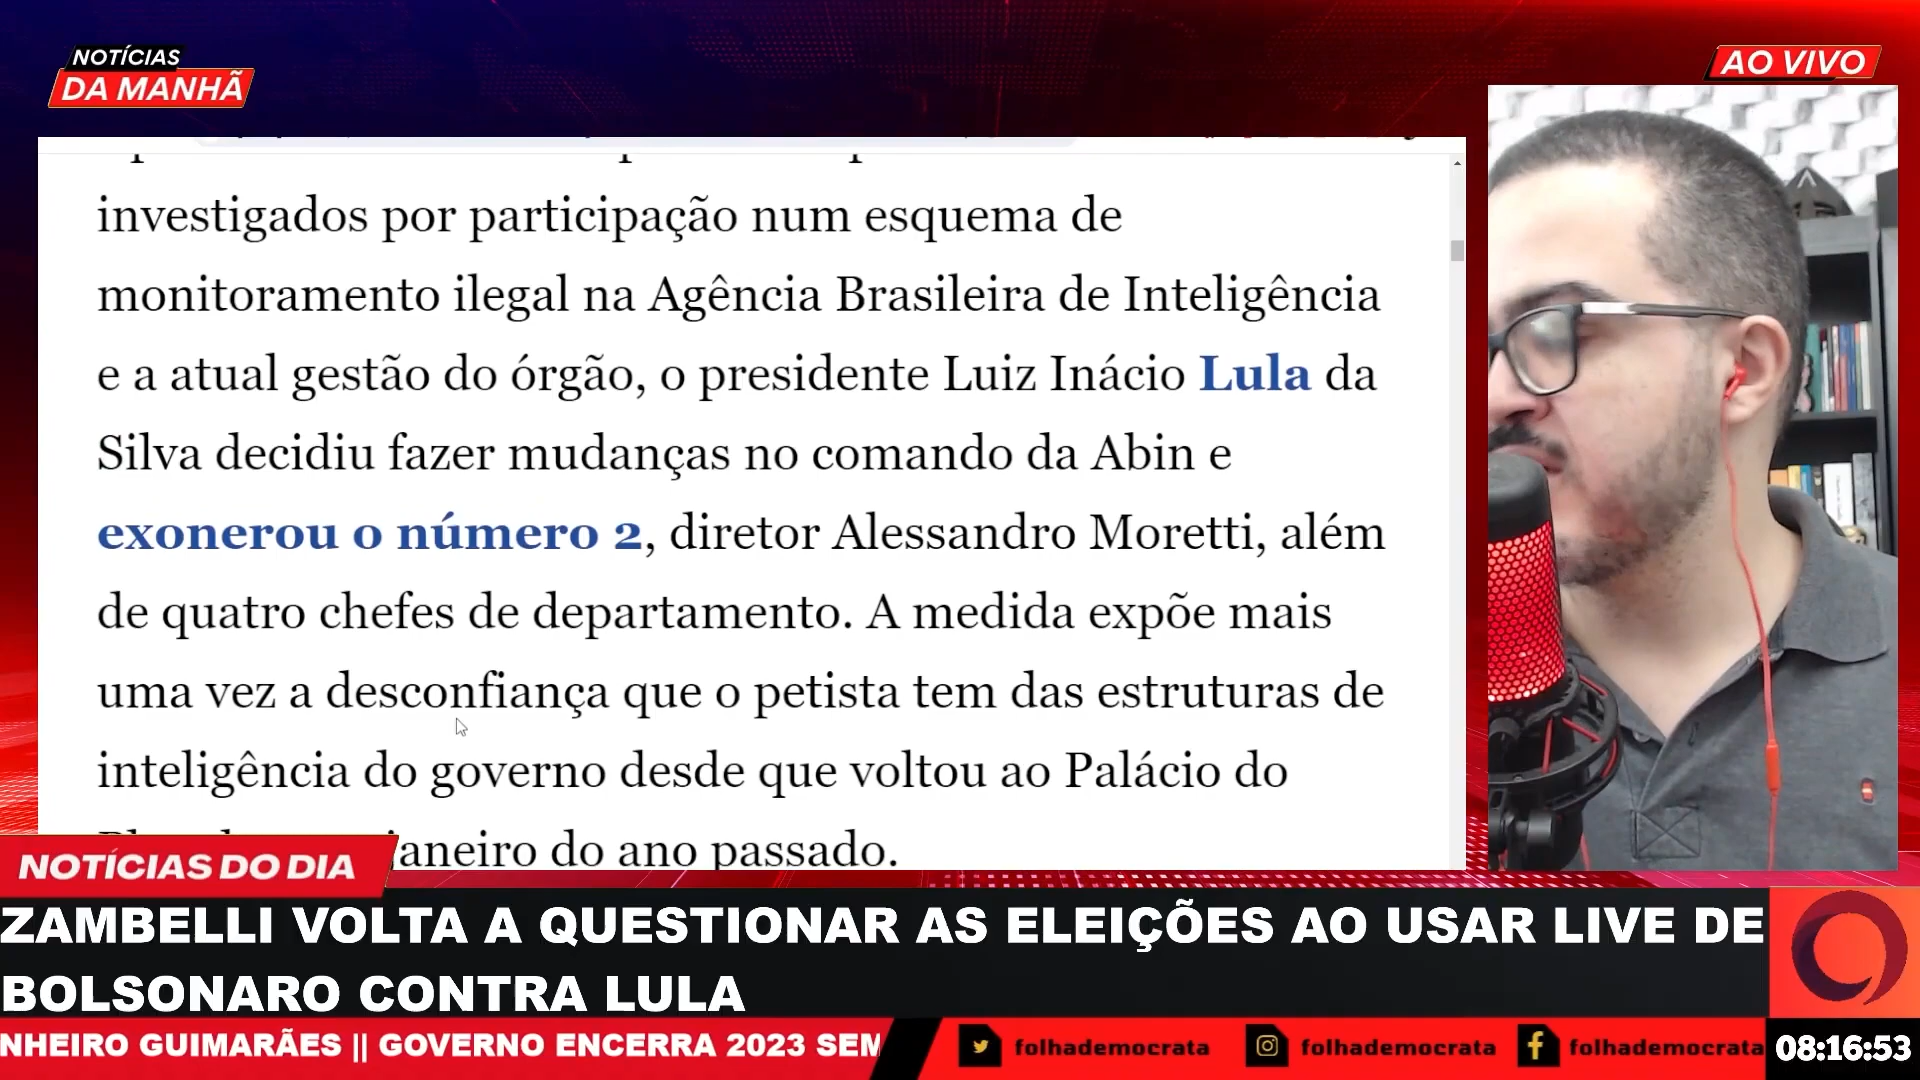 NOTÍCIAS
DA MANHÃ
AO VIVO
investigados por participação num esquema de
monitoramento ilegal na Agência Brasileira de Inteligência
e a atual gestão do órgão, o presidente Luiz Inácio Lula da
Silva decidiu fazer mudanças no comando da Abin e
exonerou o número 2, diretor Alessandro Moretti, além
de quatro chefes de departamento. A medida expõe mais
uma vez a desconfiança que o petista tem das estruturas de
inteligência do governo desde que voltou ao Palácio do
janeiro do ano passado.
NOTÍCIAS DO DIA
ZAMBELLI VOLTA A QUESTIONAR AS ELEIÇÕES AO USAR LIVE DE
BOLSONARO CONTRA LULA
NHEIRO GUIMARÃES || GOVERNO ENCERRA 2023 SEM
folhademocrata
folhademocrata
folhademocrata
08:16:53